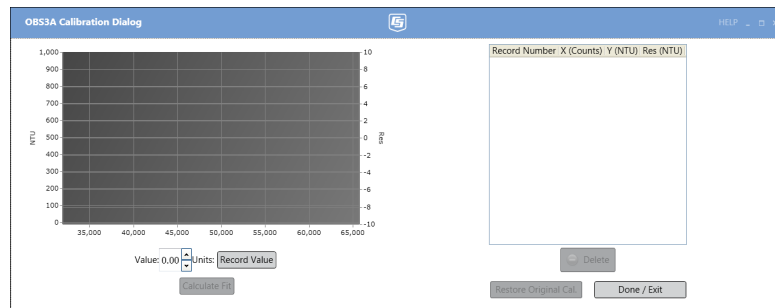 OBS3A Calibration Dialog
HELP
1,000
900
800
700
600
500
400
300
200
100
0
NTU
10
8
6
4
2
0
-2
-4
-6
-8
-10
Res
35,000 40,000 45,000 50,000 55,000 60,000 65,000
Value: 0.00 Units: Record Value
Calculate Fit
Record Number X (Counts) Y (NTU) Res (NTU)
Delete
Restore Original Cal. Done / Exit